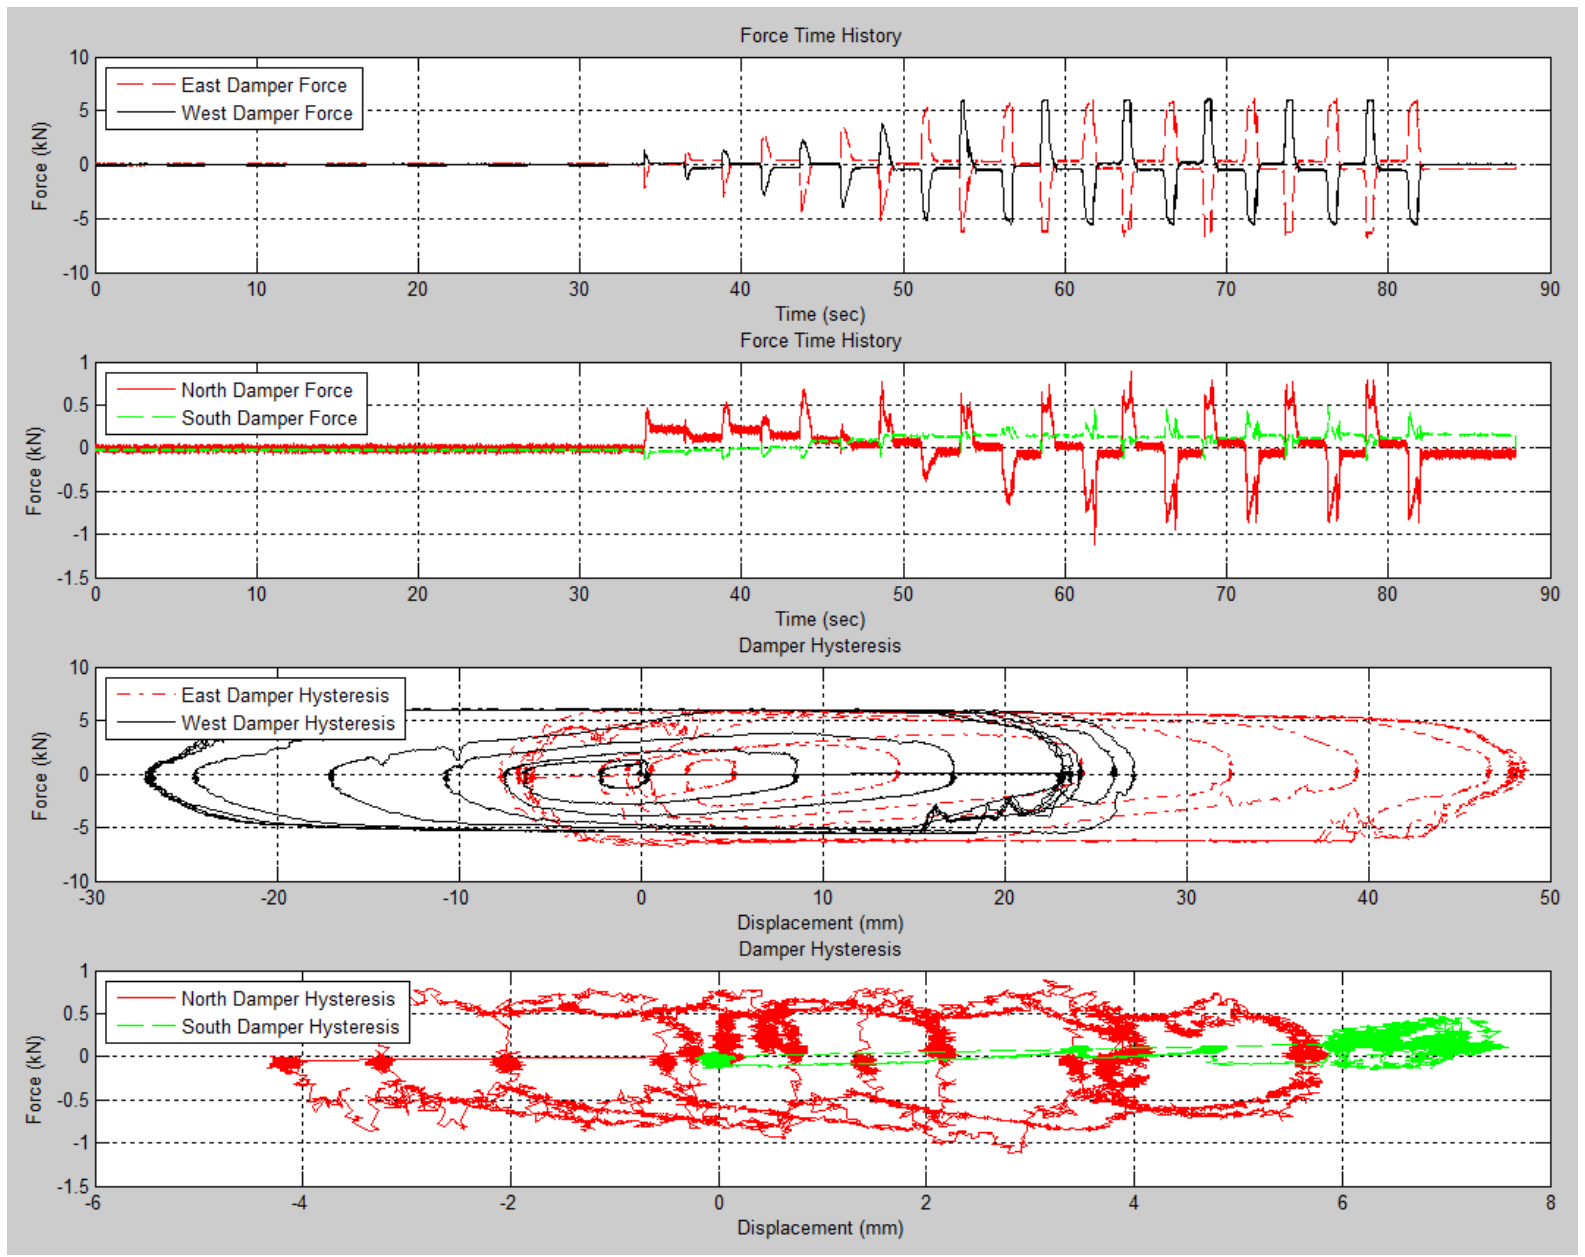 Force Time History
10
5
0
-5
-10
Force (kN)
East Damper Force
West Damper Force
0 10 20 30 40 50 60 70 80 90
Time (sec)
Force Time History
1
0.5
0
-0.5
-1
-1.5
Force (kN)
North Damper Force
South Damper Force
0 10 20 30 40 50 60 70 80 90
Time (sec)
Damper Hysteresis
10
5
0
-5
-10
Force (kN)
East Damper Hysteresis
West Damper Hysteresis
-30 -20 -10 0 10 20 30 40 50
Displacement (mm)
Damper Hysteresis
1
0.5
0
-0.5
-1
-1.5
Force (kN)
North Damper Hysteresis
South Damper Hysteresis
-6 -4 -2 0 2 4 6 8
Displacement (mm)